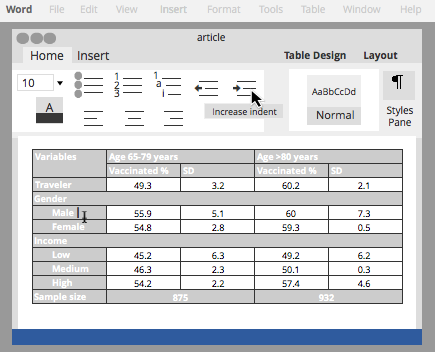 Word File Edit View Insert Format Tools Table Window Help
article
Home Insert Table Design Layout
10
1
2
3
1
a
i
A
Increase indent
AaBbCcDd
Normal
¶
Styles
Pane
Variables Age 65-79 years Age >80 years
Vaccinated % SD Vaccinated % SD
Traveler 49.3 3.2 60.2 2.1
Gender
Male 55.9 5.1 60 7.3
Female 54.8 2.8 59.3 0.5
Income
Low 45.2 6.3 49.2 6.2
Medium 46.3 2.3 50.1 0.3
High 54.2 2.2 57.4 4.6
Sample size 875 932